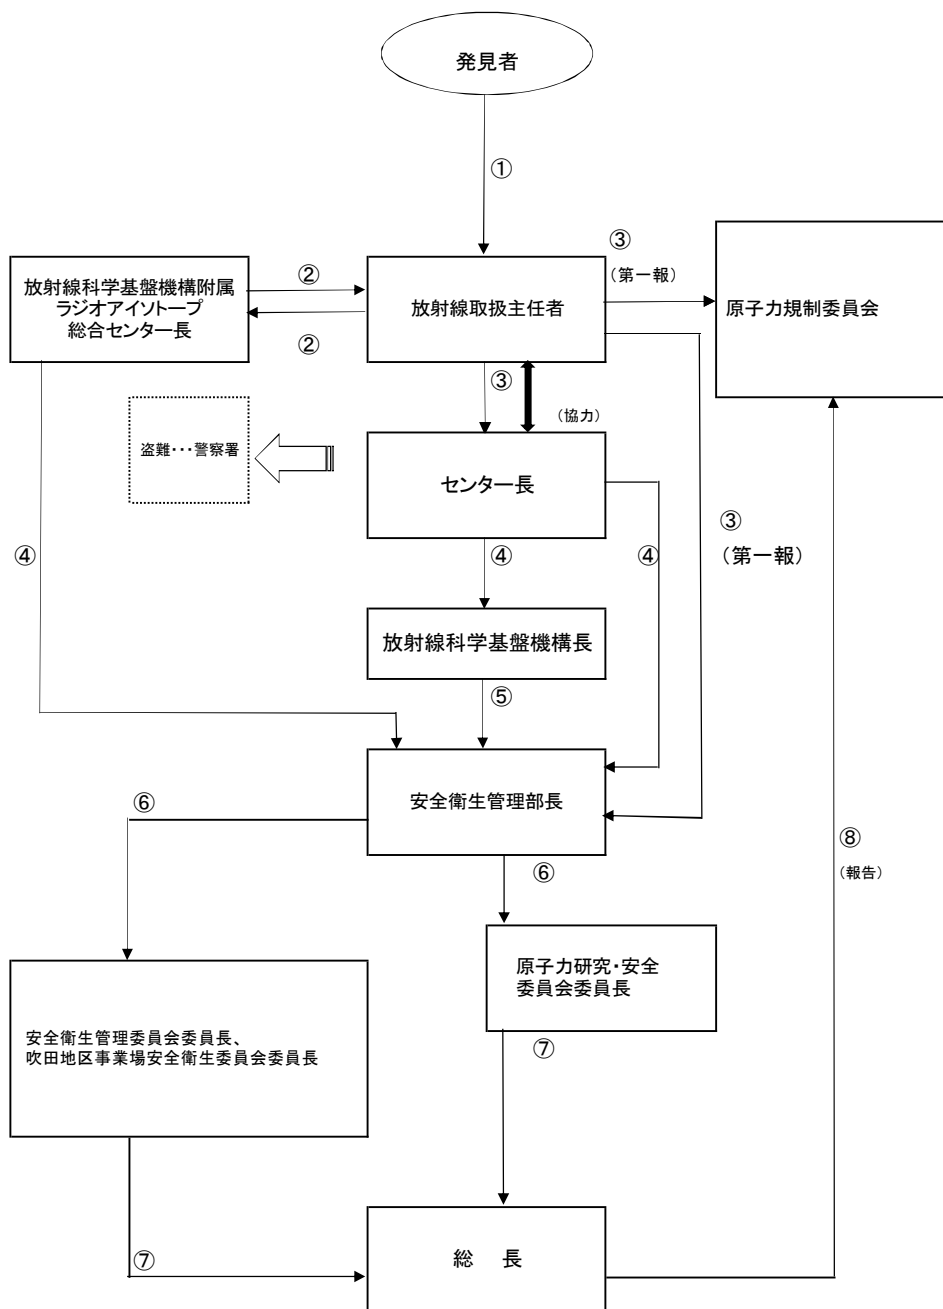 発見者
①
③
（第一報）
放射線科学基盤機構附属
ラジオアイソトープ
総合センター長
②
②
放射線取扱主任者
原子力規制委員会
③
（協力）
盗難・・・警察署
センター長
③
（第一報）
④
④
④
放射線科学基盤機構長
⑤
安全衛生管理部長
⑥
⑥
⑧
（報告）
原子力研究・安全
委員会委員長
安全衛生管理委員会委員長、
吹田地区事業場安全衛生委員会委員長
⑦
⑦
総　長